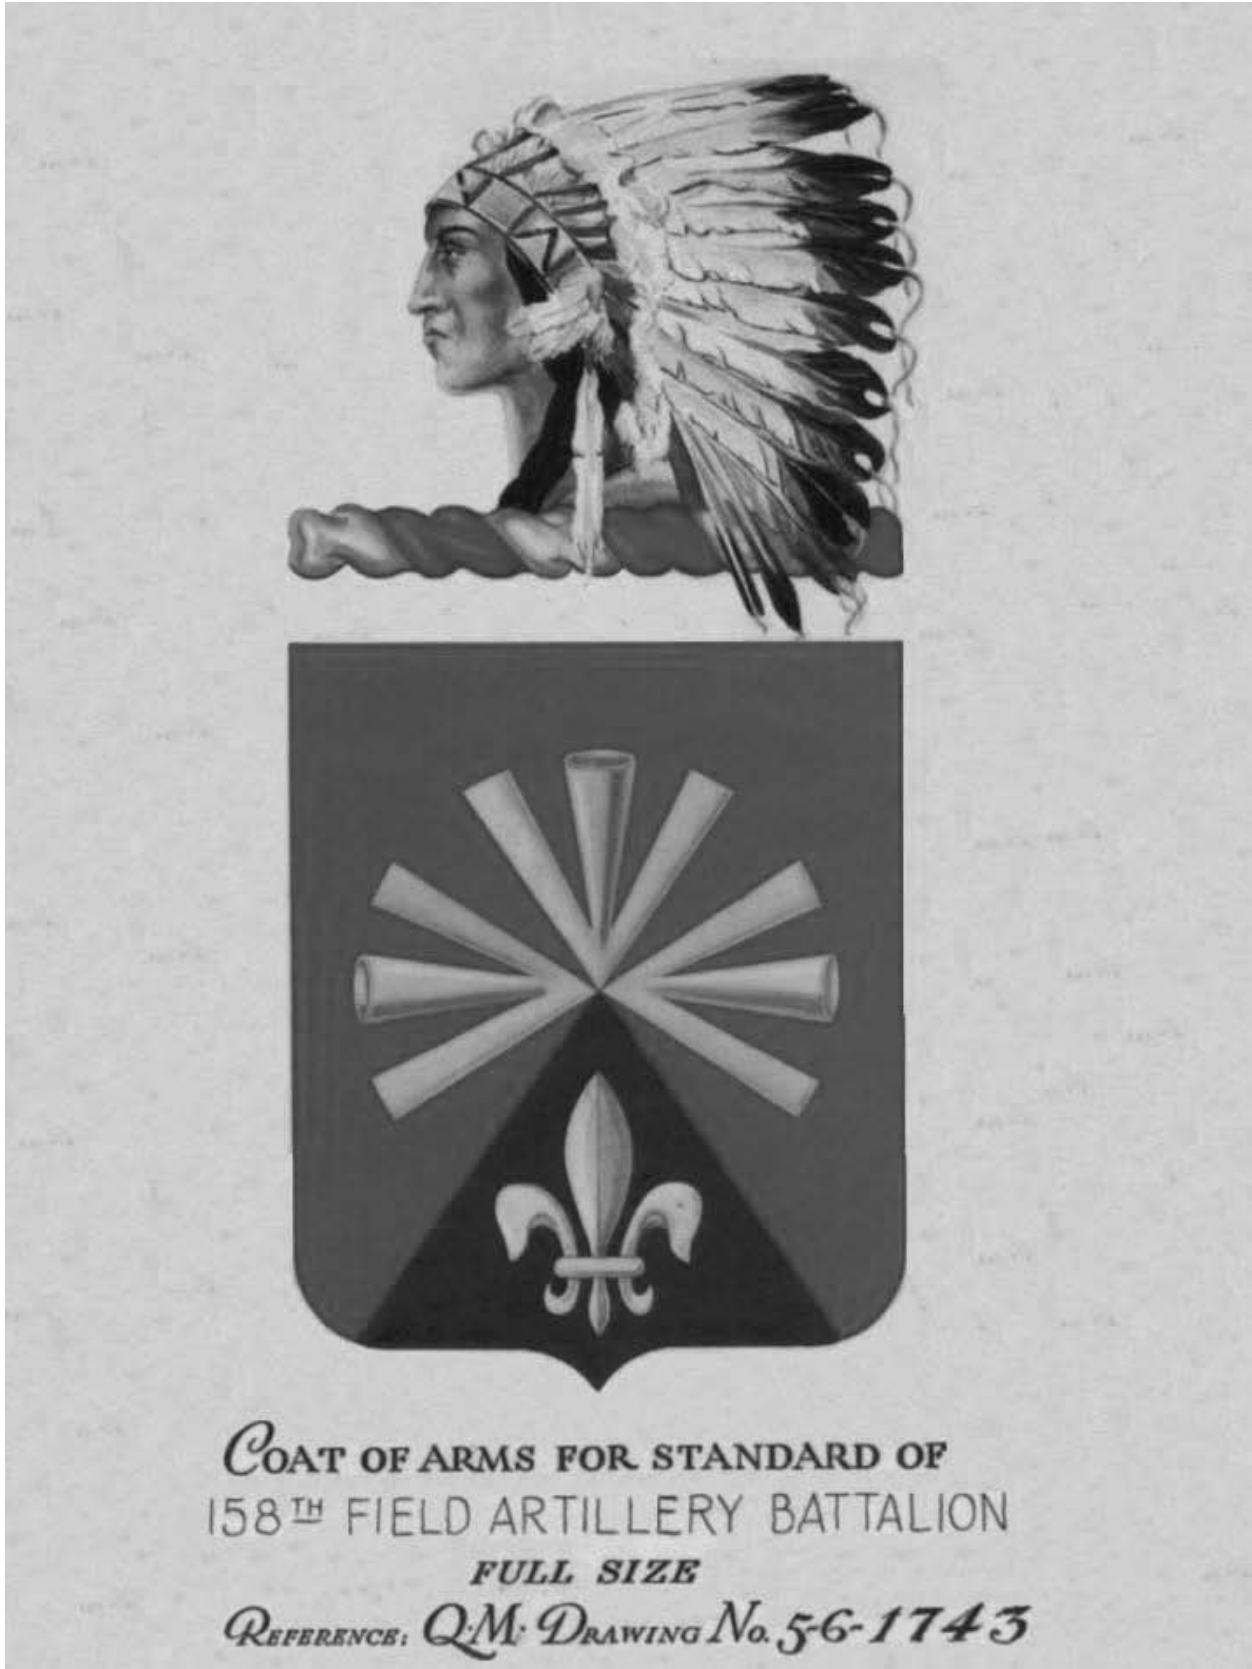 COAT OF ARMS FOR STANDARD OF
158TH FIELD ARTILLERY BATTALION
FULL SIZE
REFERENCE: Q.M. DRAWING No. 5-6-1743